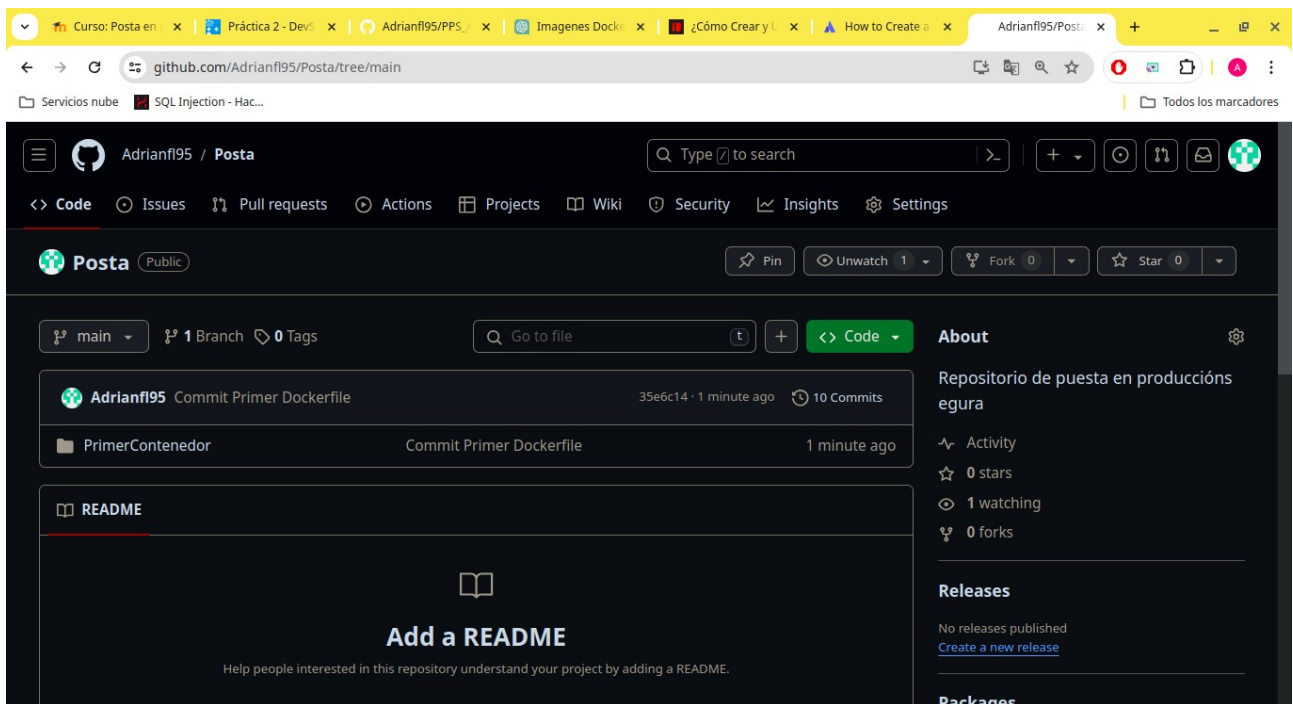 Curso: Posta en
Práctica 2 - DevS
Adrianfl95/PPS_
Imagenes Docke
¿Cómo Crear y U
How to Create a
Adrianfl95/Posta
github.com/Adrianfl95/Posta/tree/main
A
Servicios nube
SQL Injection - Hac...
Todos los marcadores
Adrianfl95 / Posta
Type / to search
Code
Issues
Pull requests
Actions
Projects
Wiki
Security
Insights
Settings
Posta Public
Pin
Unwatch 1
Fork 0
Star 0
main
1 Branch
0 Tags
Go to file
t
Code
About
Repositorio de puesta en produccións
egura
Adrianfl95 Commit Primer Dockerfile
35e6c14 · 1 minute ago
10 Commits
PrimerContenedor
Commit Primer Dockerfile
1 minute ago
Activity
0 stars
1 watching
0 forks
README
Add a README
Help people interested in this repository understand your project by adding a README.
Releases
No releases published
Create a new release
Packages